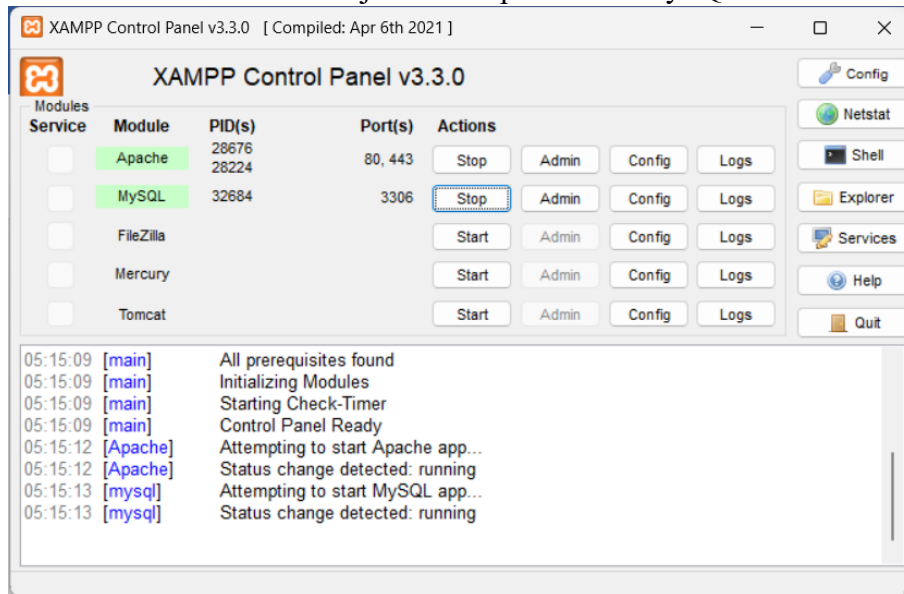 XAMPP Control Panel v3.3.0 [ Compiled: Apr 6th 2021 ]
XAMPP Control Panel v3.3.0
Modules
Service Module PID(s) Port(s) Actions
Apache 28676 28224 80, 443 Stop Admin Config Logs
MySQL 32684 3306 Stop Admin Config Logs
FileZilla Start Admin Config Logs
Mercury Start Admin Config Logs
Tomcat Start Admin Config Logs
Config
Netstat
Shell
Explorer
Services
Help
Quit
05:15:09 [main] All prerequisites found
05:15:09 [main] Initializing Modules
05:15:09 [main] Starting Check-Timer
05:15:09 [main] Control Panel Ready
05:15:12 [Apache] Attempting to start Apache app...
05:15:12 [Apache] Status change detected: running
05:15:13 [mysql] Attempting to start MySQL app...
05:15:13 [mysql] Status change detected: running